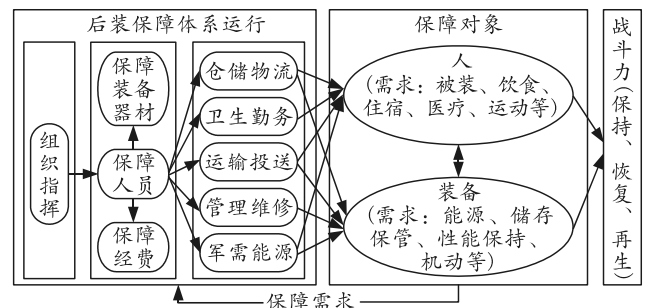 后装保障体系运行
组织指挥
保障
装备
器材
保障
人员
保障
经费
仓储物流
卫生勤务
运输投送
管理维修
军需能源
保障对象
人
(需求：被装、饮食、
住宿、医疗、运动等)
装备
(需求：能源、储存
保管、性能保持、
机动等)
战斗力(保持、恢复、再生)
保障需求